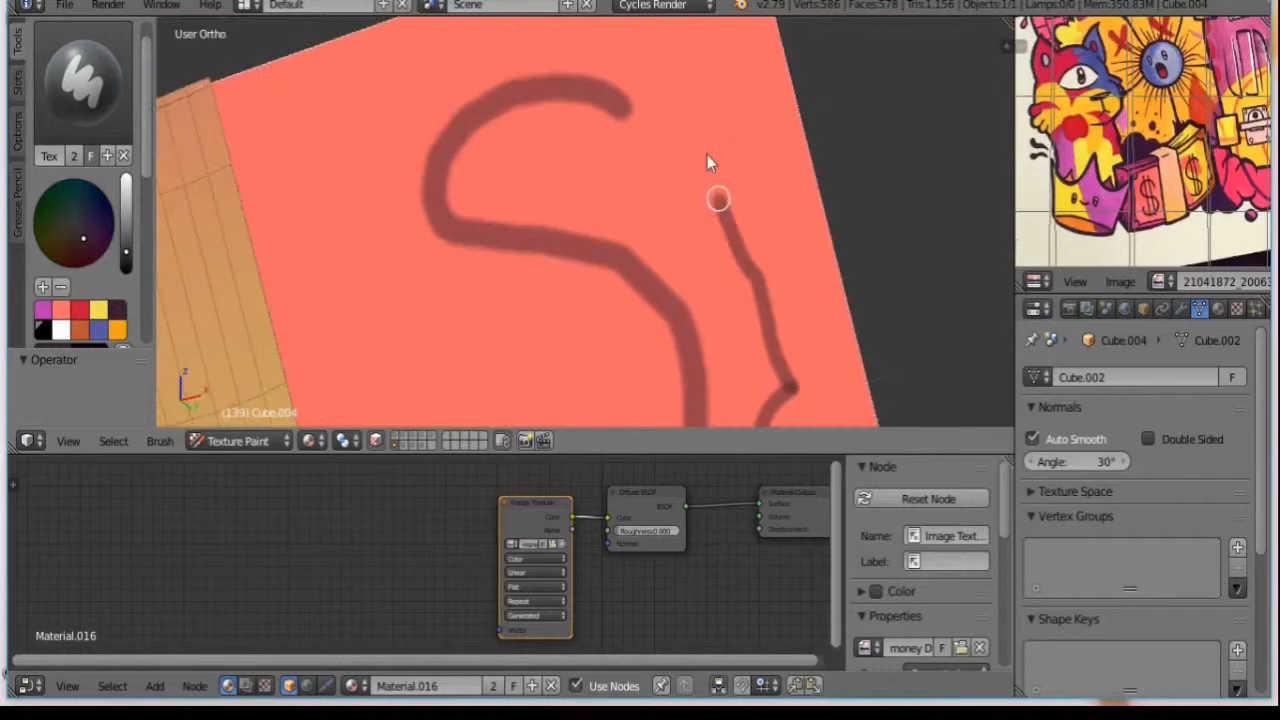 File Render Window Help Default Scene Cycles Render v2.79 | Verts:586 | Faces:578 | Tris:1,156 | Objects:1/1 | Lamps:0/0 | Mem:350.83M | Cube.004
User Ortho
Tools
Slots
Options
Grease Pencil
Tex 2 F
Operator
(139) Cube.004
View Select Brush Texture Paint
$ $
View Image 21041872_20063
Cube.004 Cube.002
Cube.002 F
Normals
Auto Smooth Double Sided
Angle: 30°
Texture Space
Vertex Groups
Shape Keys
Image Texture
Color
Alpha
Color
Linear
Flat
Repeat
Generated
Vector
Diffuse BSDF
BSDF
Color
Roughness:0.000
Normal
Material Output
Surface
Volume
Displacement
Node
Reset Node
Name: Image Text...
Label:
Color
Properties
money D F
Material.016
View Select Add Node Material.016 2 F Use Nodes